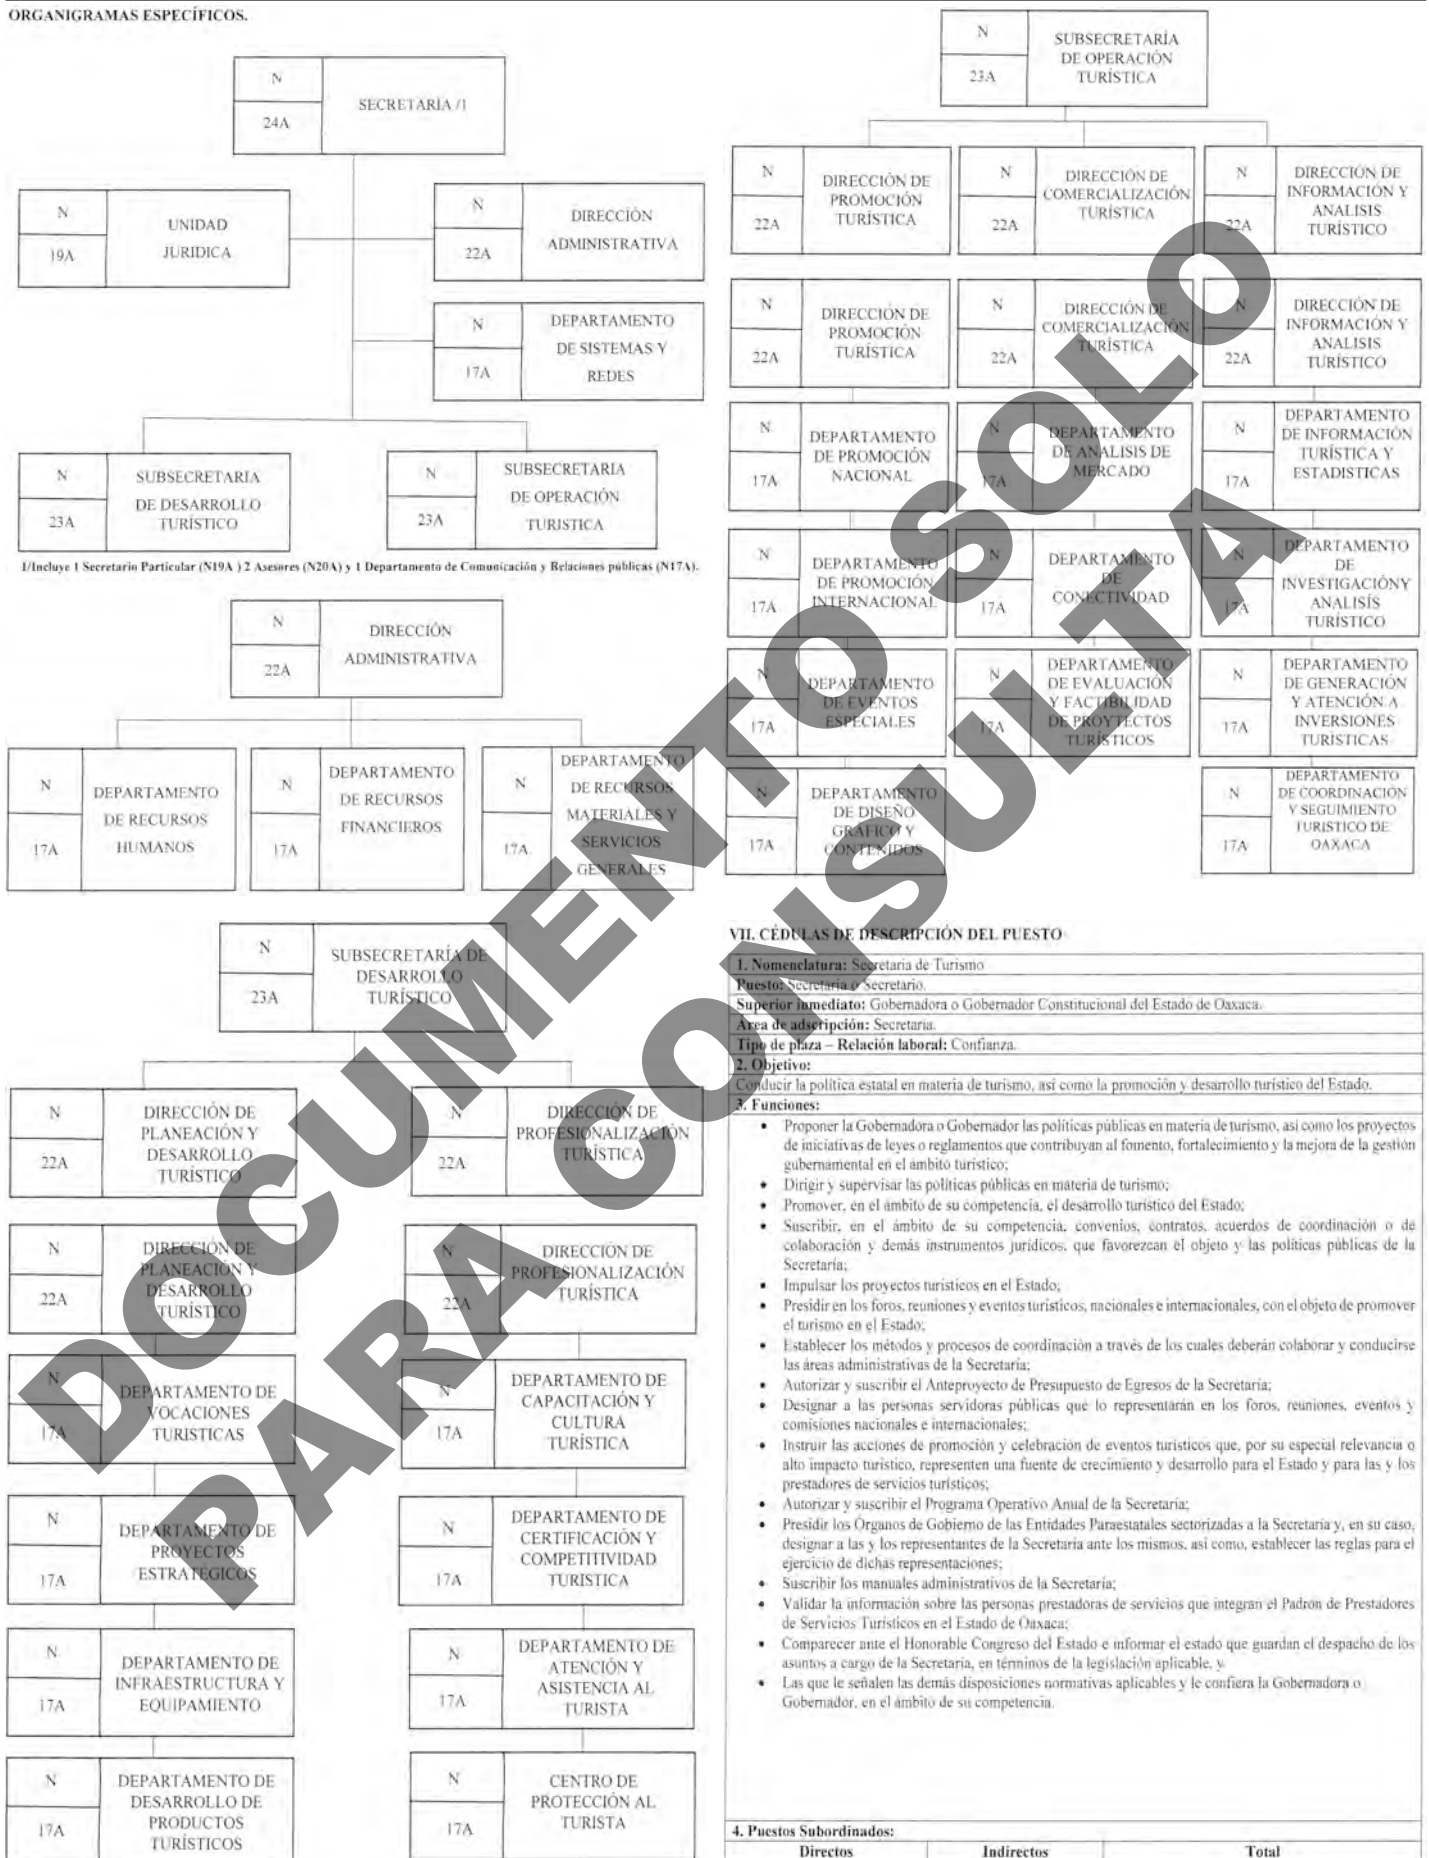 ORGANIGRAMAS ESPECÍFICOS.
N
24A
SECRETARÍA /1
N
19A
UNIDAD
JURIDICA
N
22A
DIRECCIÓN
ADMINISTRATIVA
N
17A
DEPARTAMENTO
DE SISTEMAS Y
REDES
N
23A
SUBSECRETARIA
DE DESARROLLO
TURÍSTICO
N
23A
SUBSECRETARIA
DE OPERACIÓN
TURISTICA
1/Incluye 1 Secretario Particular (N19A ) 2 Asesores (N20A) y 1 Departamento de Comunicación y Relaciones públicas (N17A).
N
22A
DIRECCIÓN
ADMINISTRATIVA
N
17A
DEPARTAMENTO
DE RECURSOS
HUMANOS
N
17A
DEPARTAMENTO
DE RECURSOS
FINANCIEROS
N
17A
DEPARTAMENTO
DE RECURSOS
MATERIALES Y
SERVICIOS
GENERALES
N
23A
SUBSECRETARÍA DE
DESARROLLO
TURÍSTICO
N
22A
DIRECCIÓN DE
PLANEACIÓN Y
DESARROLLO
TURÍSTICO
N
22A
DIRECCIÓN DE
PROFESIONALIZACIÓN
TURÍSTICA
N
22A
DIRECCIÓN DE
PLANEACIÓN Y
DESARROLLO
TURÍSTICO
N
22A
DIRECCIÓN DE
PROFESIONALIZACIÓN
TURÍSTICA
N
17A
DEPARTAMENTO DE
VOCACIONES
TURISTICAS
N
17A
DEPARTAMENTO DE
CAPACITACIÓN Y
CULTURA
TURÍSTICA
N
17A
DEPARTAMENTO DE
PROYECTOS
ESTRATÉGICOS
N
17A
DEPARTAMENTO DE
CERTIFICACIÓN Y
COMPETITIVIDAD
TURISTICA
N
17A
DEPARTAMENTO DE
INFRAESTRUCTURA Y
EQUIPAMIENTO
N
17A
DEPARTAMENTO DE
ATENCIÓN Y
ASISTENCIA AL
TURISTA
N
17A
DEPARTAMENTO DE
DESARROLLO DE
PRODUCTOS
TURÍSTICOS
N
17A
CENTRO DE
PROTECCIÓN AL
TURISTA
N
23A
SUBSECRETARÍA
DE OPERACIÓN
TURÍSTICA
N
22A
DIRECCIÓN DE
PROMOCIÓN
TURÍSTICA
N
22A
DIRECCIÓN DE
COMERCIALIZACIÓN
TURÍSTICA
N
22A
DIRECCIÓN DE
INFORMACIÓN Y
ANALISIS
TURÍSTICO
N
22A
DIRECCIÓN DE
PROMOCIÓN
TURÍSTICA
N
22A
DIRECCIÓN DE
COMERCIALIZACIÓN
TURÍSTICA
N
22A
DIRECCIÓN DE
INFORMACIÓN Y
ANALISIS
TURÍSTICO
N
17A
DEPARTAMENTO
DE PROMOCIÓN
NACIONAL
N
17A
DEPARTAMENTO
DE ANALISIS DE
MERCADO
N
17A
DEPARTAMENTO
DE INFORMACIÓN
TURÍSTICA Y
ESTADISTICAS
N
17A
DEPARTAMENTO
DE PROMOCIÓN
INTERNACIONAL
N
17A
DEPARTAMENTO
DE
CONECTIVIDAD
N
17A
DEPARTAMENTO
DE
INVESTIGACIÓNY
ANALISÍS
TURÍSTICO
N
17A
DEPARTAMENTO
DE EVENTOS
ESPECIALES
N
17A
DEPARTAMENTO
DE EVALUACIÓN
Y FACTIBILIDAD
DE PROYTECTOS
TURÍSTICOS
N
17A
DEPARTAMENTO
DE GENERACIÓN
Y ATENCIÓN A
INVERSIONES
TURÍSTICAS
N
17A
DEPARTAMENTO
DE DISEÑO
GRÁFICO Y
CONTENIDOS
N
17A
DEPARTAMENTO
DE COORDINACIÓN
Y SEGUIMIENTO
TURISTICO DE
OAXACA
VII. CÉDULAS DE DESCRIPCIÓN DEL PUESTO
1. Nomenclatura: Secretaria de Turismo
Puesto: Secretaria o Secretario.
Superior inmediato: Gobernadora o Gobernador Constitucional del Estado de Oaxaca.
Área de adscripción: Secretaria.
Tipo de plaza – Relación laboral: Confianza.
2. Objetivo:
Conducir la política estatal en materia de turismo, así como la promoción y desarrollo turístico del Estado.
3. Funciones:
• Proponer la Gobernadora o Gobernador las políticas públicas en materia de turismo, así como los proyectos
de iniciativas de leyes o reglamentos que contribuyan al fomento, fortalecimiento y la mejora de la gestión
gubernamental en el ámbito turístico;
• Dirigir y supervisar las políticas públicas en materia de turismo;
• Promover, en el ámbito de su competencia, el desarrollo turístico del Estado;
• Suscribir, en el ámbito de su competencia, convenios, contratos, acuerdos de coordinación o de
colaboración y demás instrumentos jurídicos, que favorezcan el objeto y las políticas públicas de la
Secretaría;
• Impulsar los proyectos turísticos en el Estado;
• Presidir en los foros, reuniones y eventos turísticos, nacionales e internacionales, con el objeto de promover
el turismo en el Estado;
• Establecer los métodos y procesos de coordinación a través de los cuales deberán colaborar y conducirse
las áreas administrativas de la Secretaría;
• Autorizar y suscribir el Anteproyecto de Presupuesto de Egresos de la Secretaría;
• Designar a las personas servidoras públicas que lo representarán en los foros, reuniones, eventos y
comisiones nacionales e internacionales;
• Instruir las acciones de promoción y celebración de eventos turísticos que, por su especial relevancia o
alto impacto turístico, representen una fuente de crecimiento y desarrollo para el Estado y para las y los
prestadores de servicios turísticos;
• Autorizar y suscribir el Programa Operativo Anual de la Secretaría;
• Presidir los Órganos de Gobierno de las Entidades Paraestatales sectorizadas a la Secretaría y, en su caso,
designar a las y los representantes de la Secretaría ante los mismos, así como, establecer las reglas para el
ejercicio de dichas representaciones;
• Suscribir los manuales administrativos de la Secretaría;
• Validar la información sobre las personas prestadoras de servicios que integran el Padrón de Prestadores
de Servicios Turísticos en el Estado de Oaxaca;
• Comparecer ante el Honorable Congreso del Estado e informar el estado que guardan el despacho de los
asuntos a cargo de la Secretaría, en términos de la legislación aplicable, y
• Las que le señalen las demás disposiciones normativas aplicables y le confiera la Gobernadora o
Gobernador, en el ámbito de su competencia.
4. Puestos Subordinados:
Directos Indirectos Total
DOCUMENTO SOLO
PARA CONSULTA